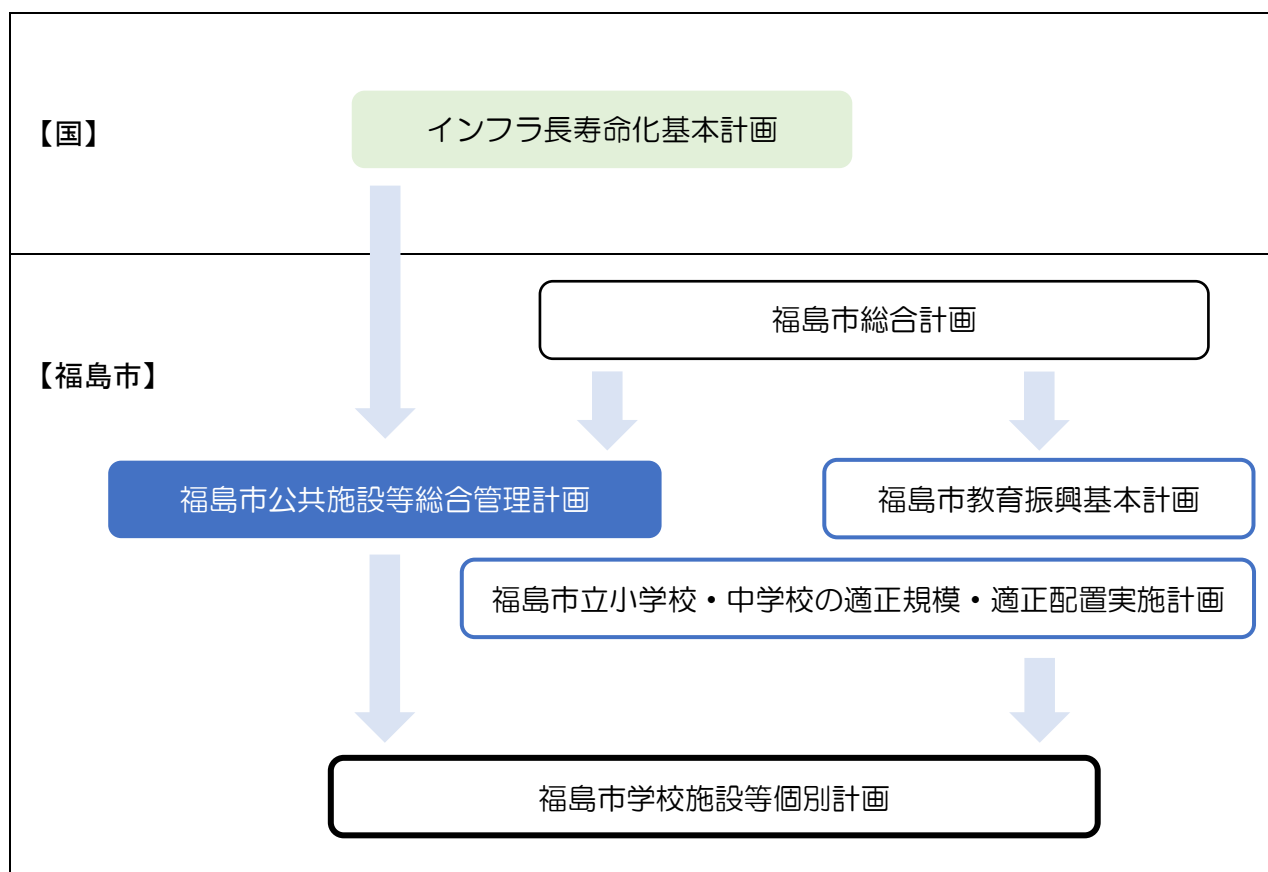 【国】
インフラ長寿命化基本計画
福島市総合計画
【福島市】
福島市公共施設等総合管理計画
福島市教育振興基本計画
福島市立小学校・中学校の適正規模・適正配置実施計画
福島市学校施設等個別計画